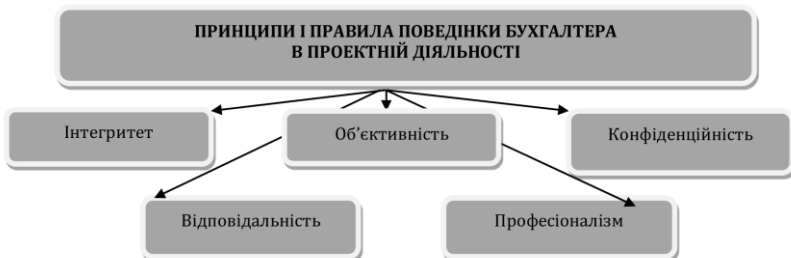 ПРИНЦИПИ І ПРАВИЛА ПОВЕДІНКИ БУХГАЛТЕРА
В ПРОЕКТНІЙ ДІЯЛЬНОСТІ
Інтегритет
Об’єктивність
Конфіденційність
Відповідальність
Професіоналізм